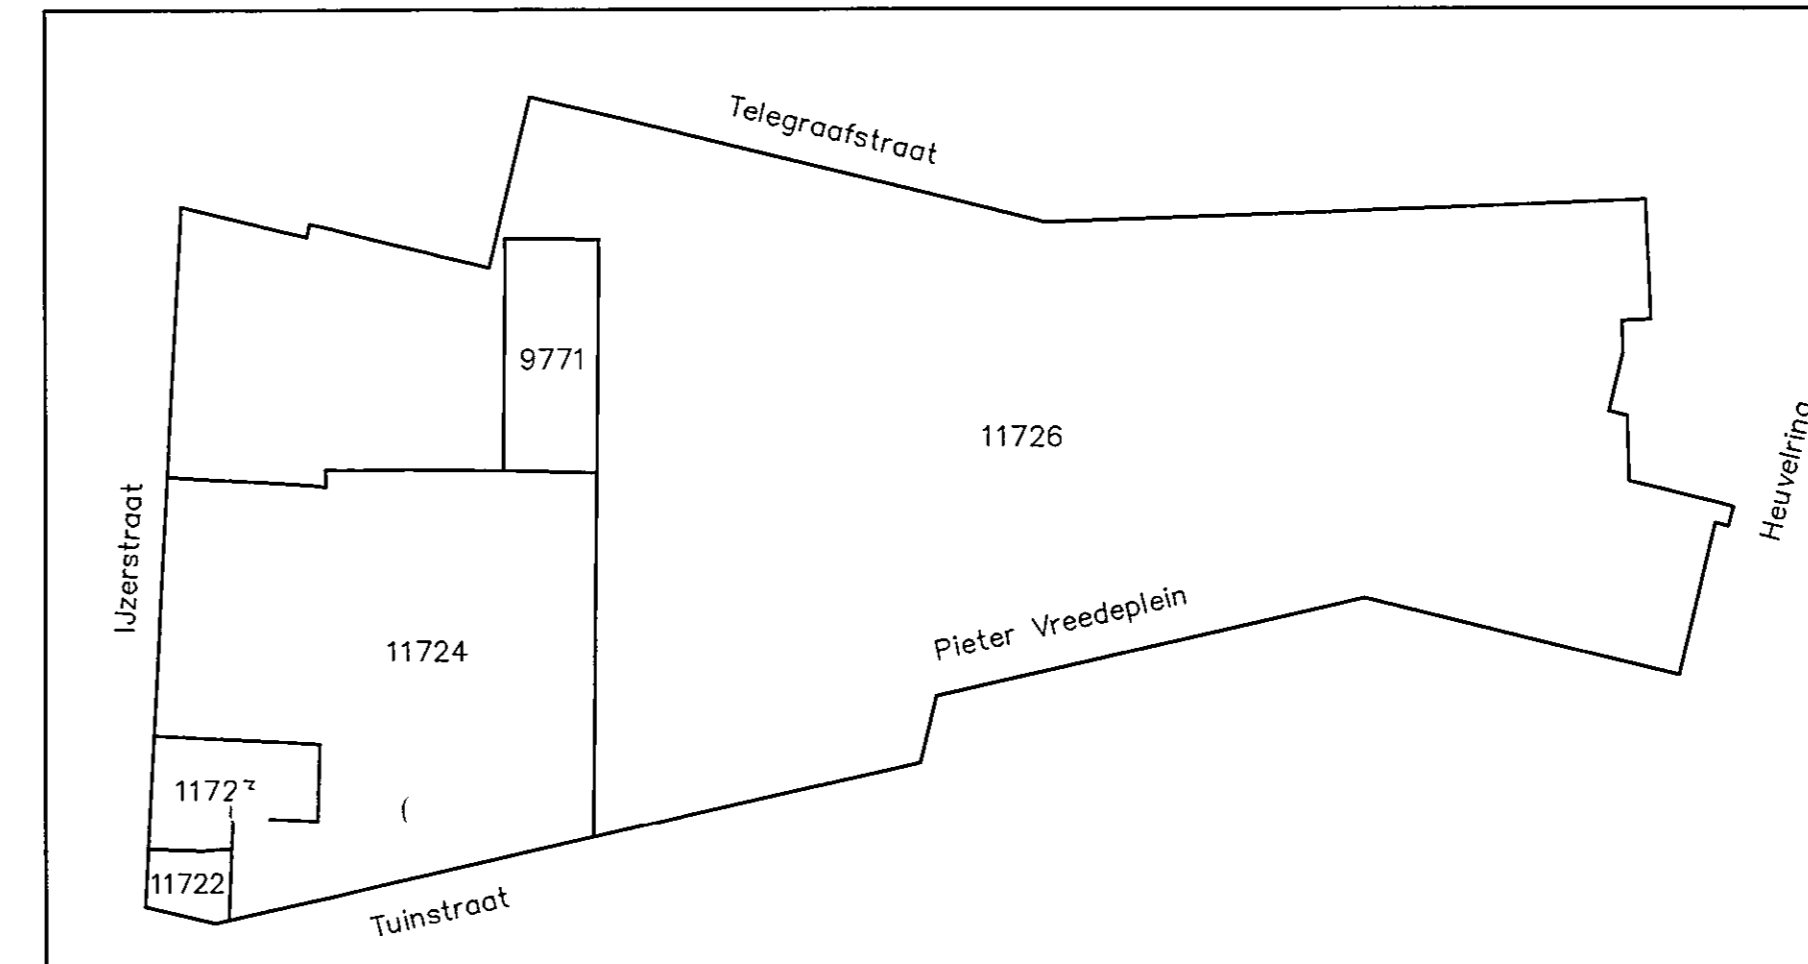 Telegraafstraat
9771
11726
Heuvelring
IJzerstraat
Pieter Vreedeplein
11724
11722
Tuinstraat